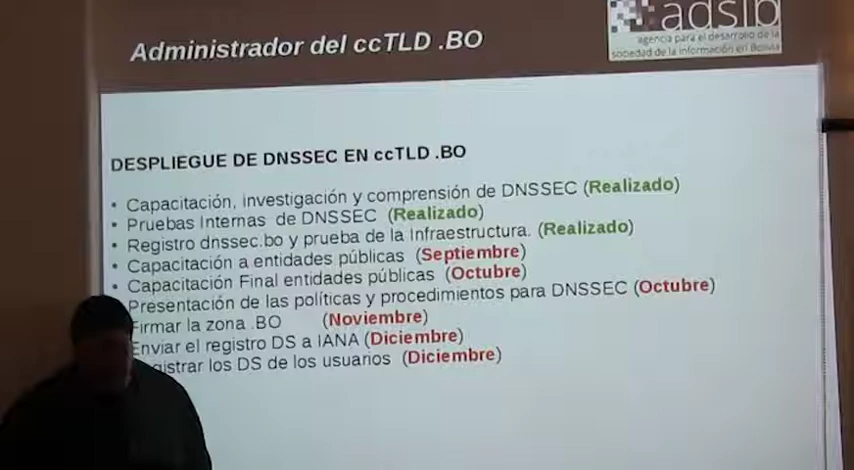 Administrador del ccTLD .BO
adsib
agencia para el desarrollo de la
sociedad de la información en Bolivia
DESPLIEGUE DE DNSSEC EN ccTLD .BO
• Capacitación, investigación y comprensión de DNSSEC (Realizado)
• Pruebas Internas de DNSSEC (Realizado)
• Registro dnssec.bo y prueba de la Infraestructura. (Realizado)
• Capacitación a entidades públicas (Septiembre)
• Capacitación Final entidades públicas (Octubre)
Presentación de las políticas y procedimientos para DNSSEC (Octubre)
Firmar la zona .BO (Noviembre)
Enviar el registro DS a IANA (Diciembre)
gistrar los DS de los usuarios (Diciembre)